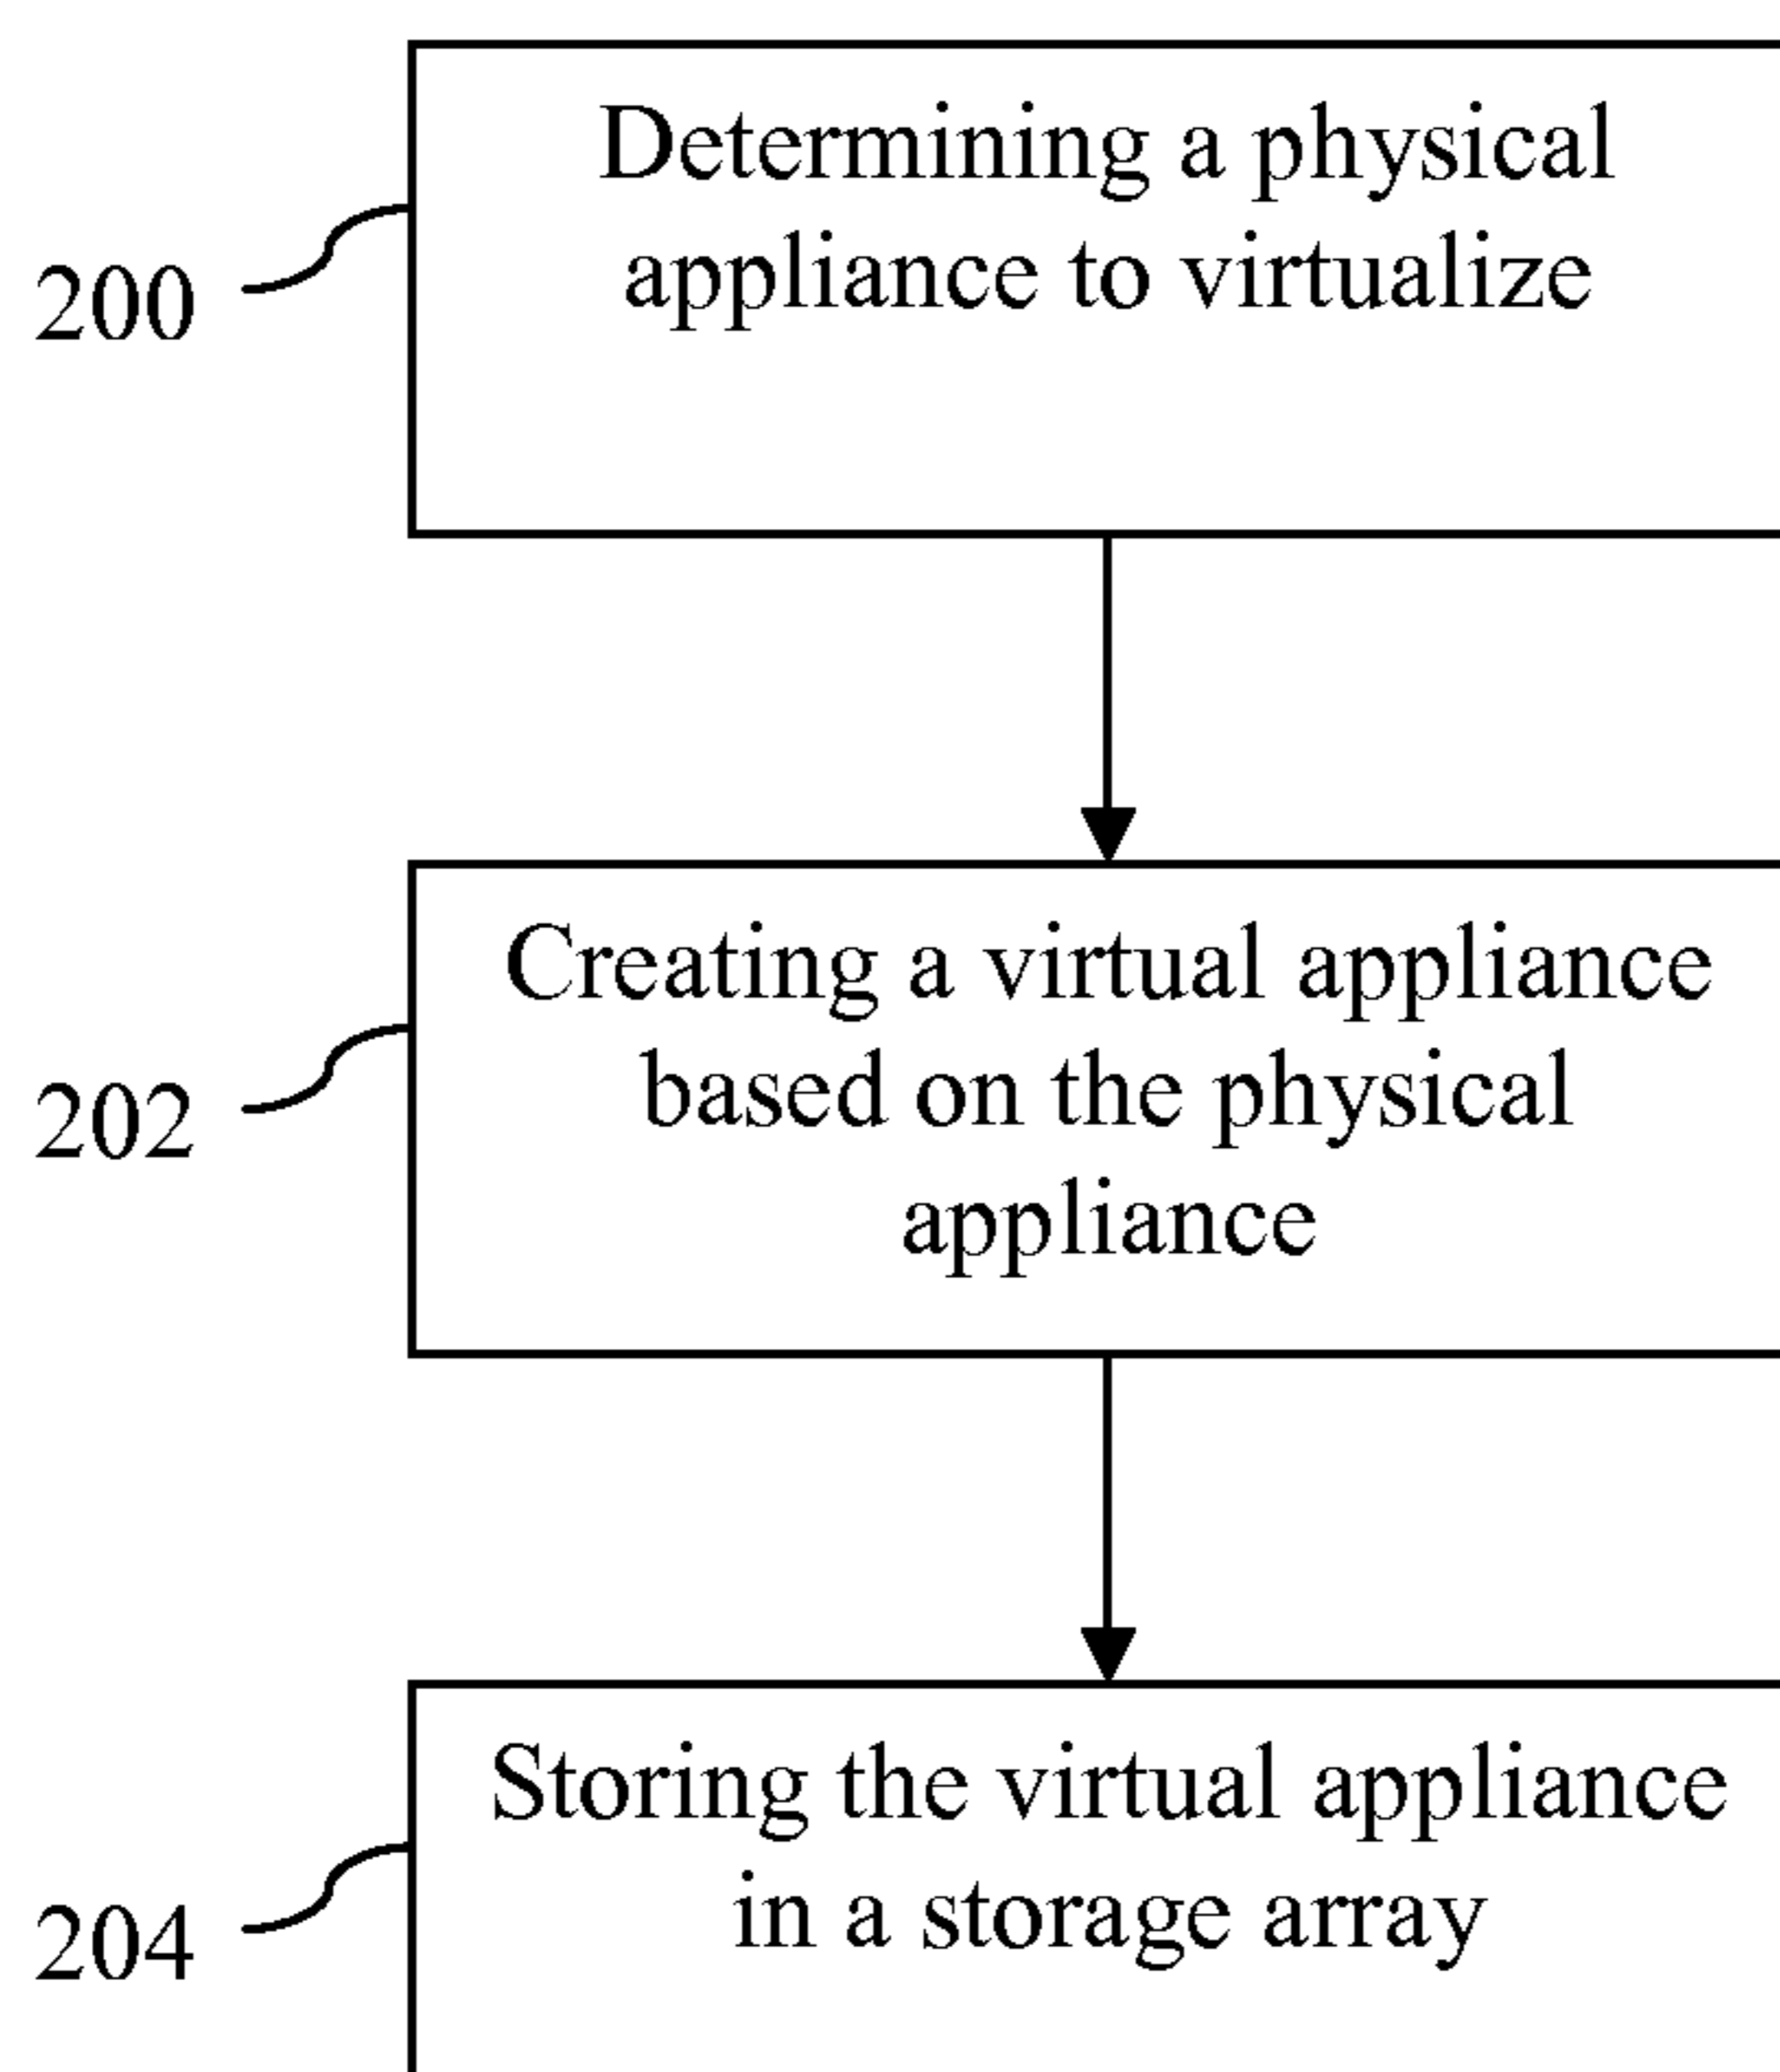 Determining a physical
appliance to virtualize
200
Creating a virtual appliance
based on the physical
appliance
202
Storing the virtual appliance
in a storage array
204